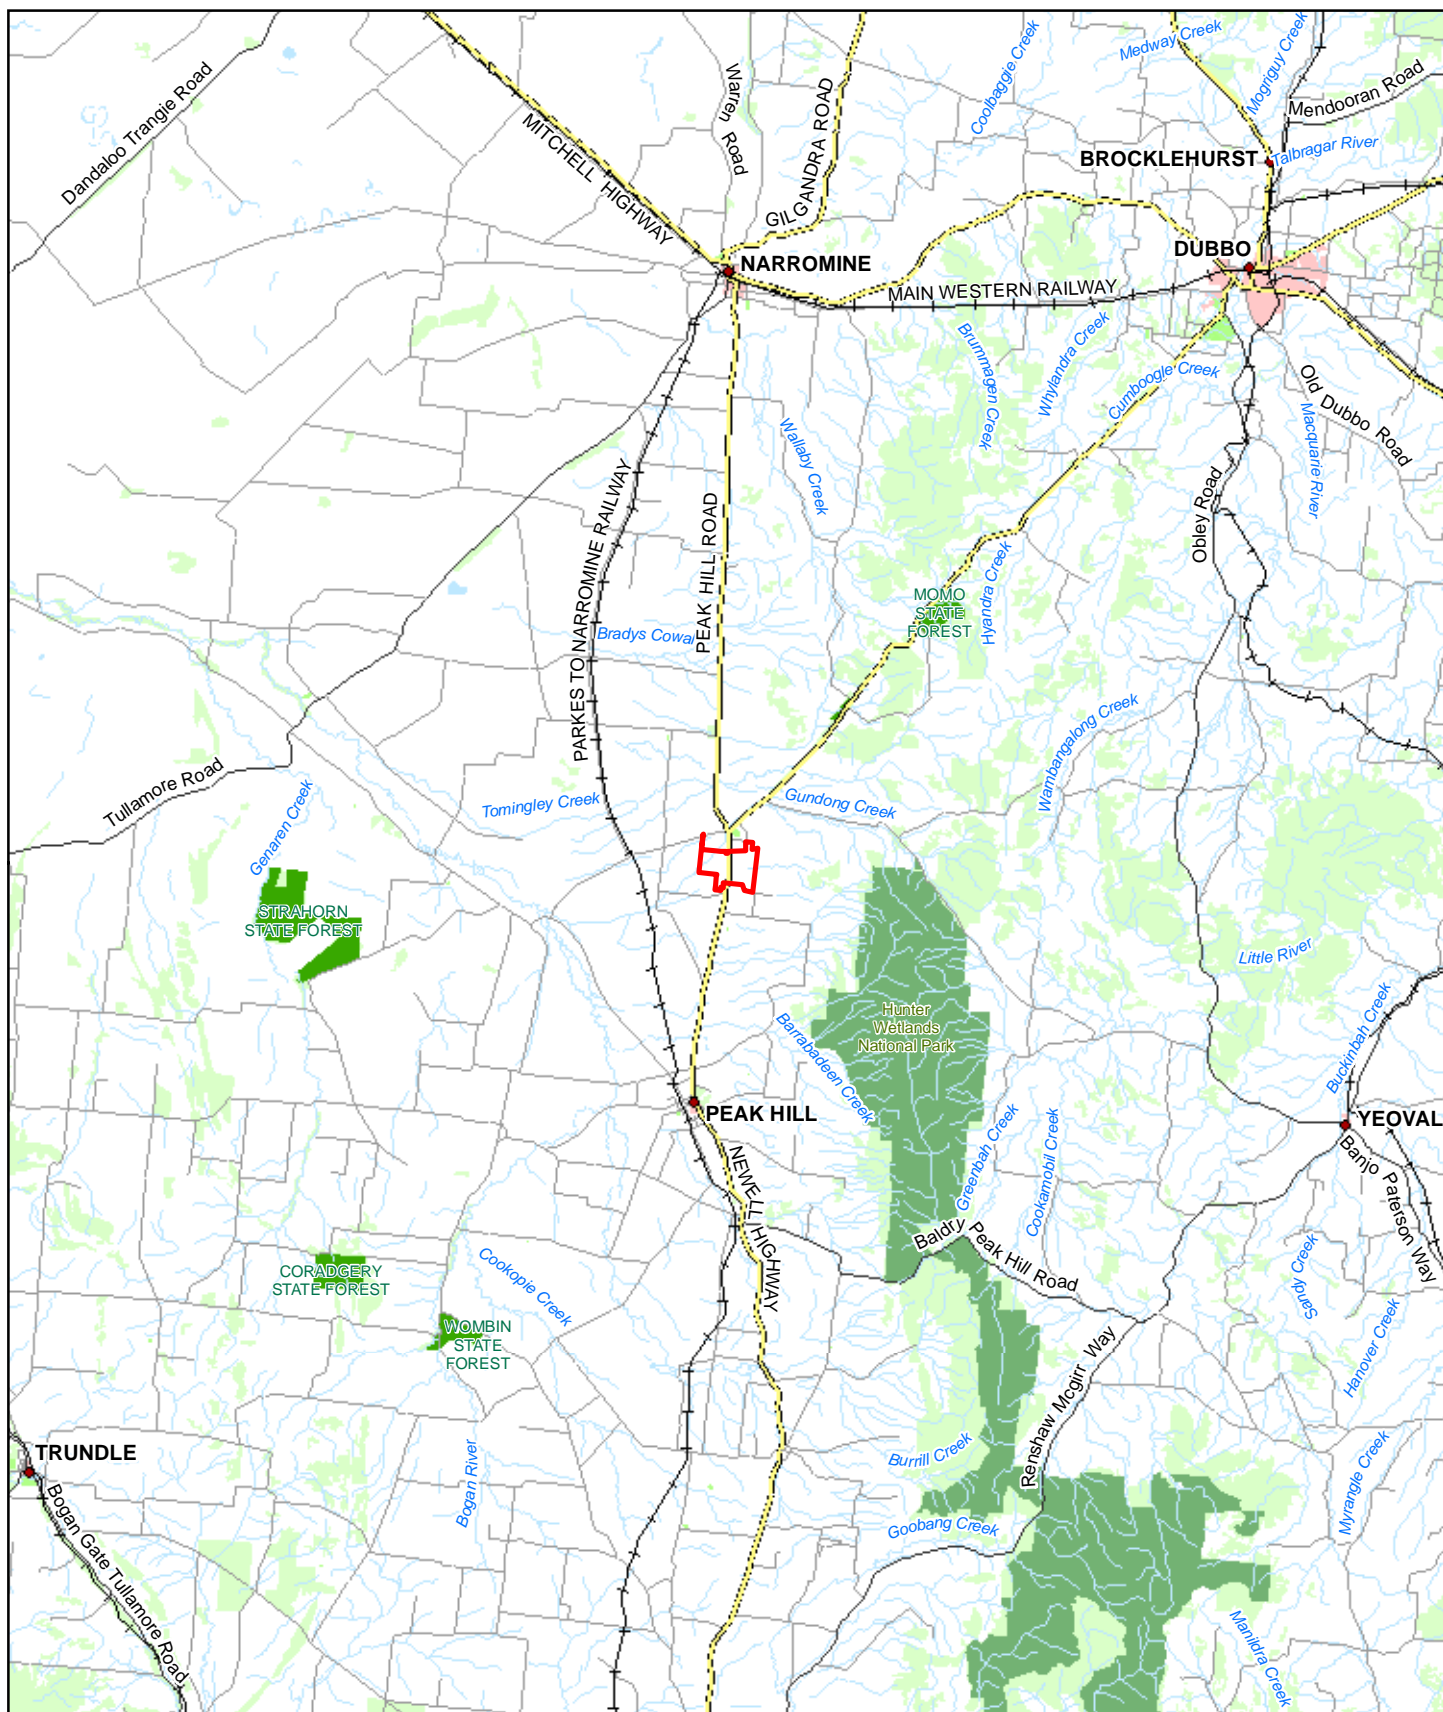 Medway Creek
Mogriguy Creek
Coolbaggie Creek
Mendooran Road
Dandaloo Trangie Road
Warren Road
GILGANDRA ROAD
MITCHELL HIGHWAY
BROCKLEHURST
Talbragar River
NARROMINE
DUBBO
MAIN WESTERN RAILWAY
Brummagen Creek
Whylandra Creek
Cumboogle Creek
Old Dubbo Road
Macquarie River
Wallaby Creek
Obley Road
PARKES TO NARROMINE RAILWAY
PEAK HILL ROAD
Hyandra Creek
MOMO
STATE
FOREST
Bradys Cowal
Wambangalong Creek
Tullamore Road
Genaren Creek
Tomingley Creek
Gundong Creek
STRAHORN
STATE FOREST
Little River
Hunter
Wetlands
National Park
Barrabadeen Creek
Buckinbah Creek
PEAK HILL
YEOVAL
Greenbah Creek
Cookamobil Creek
Banjo Paterson Way
NEWELL HIGHWAY
Baldry Peak Hill Road
Sandy Creek
CORADGERY
STATE FOREST
Cookopie Creek
WOMBIN
STATE
FOREST
Hanover Creek
Renshaw Mcgirr Way
TRUNDLE
Burrill Creek
Bogan River
Myrangle Creek
Goobang Creek
Bogan Gate Tullamore Road
Manildra Creek